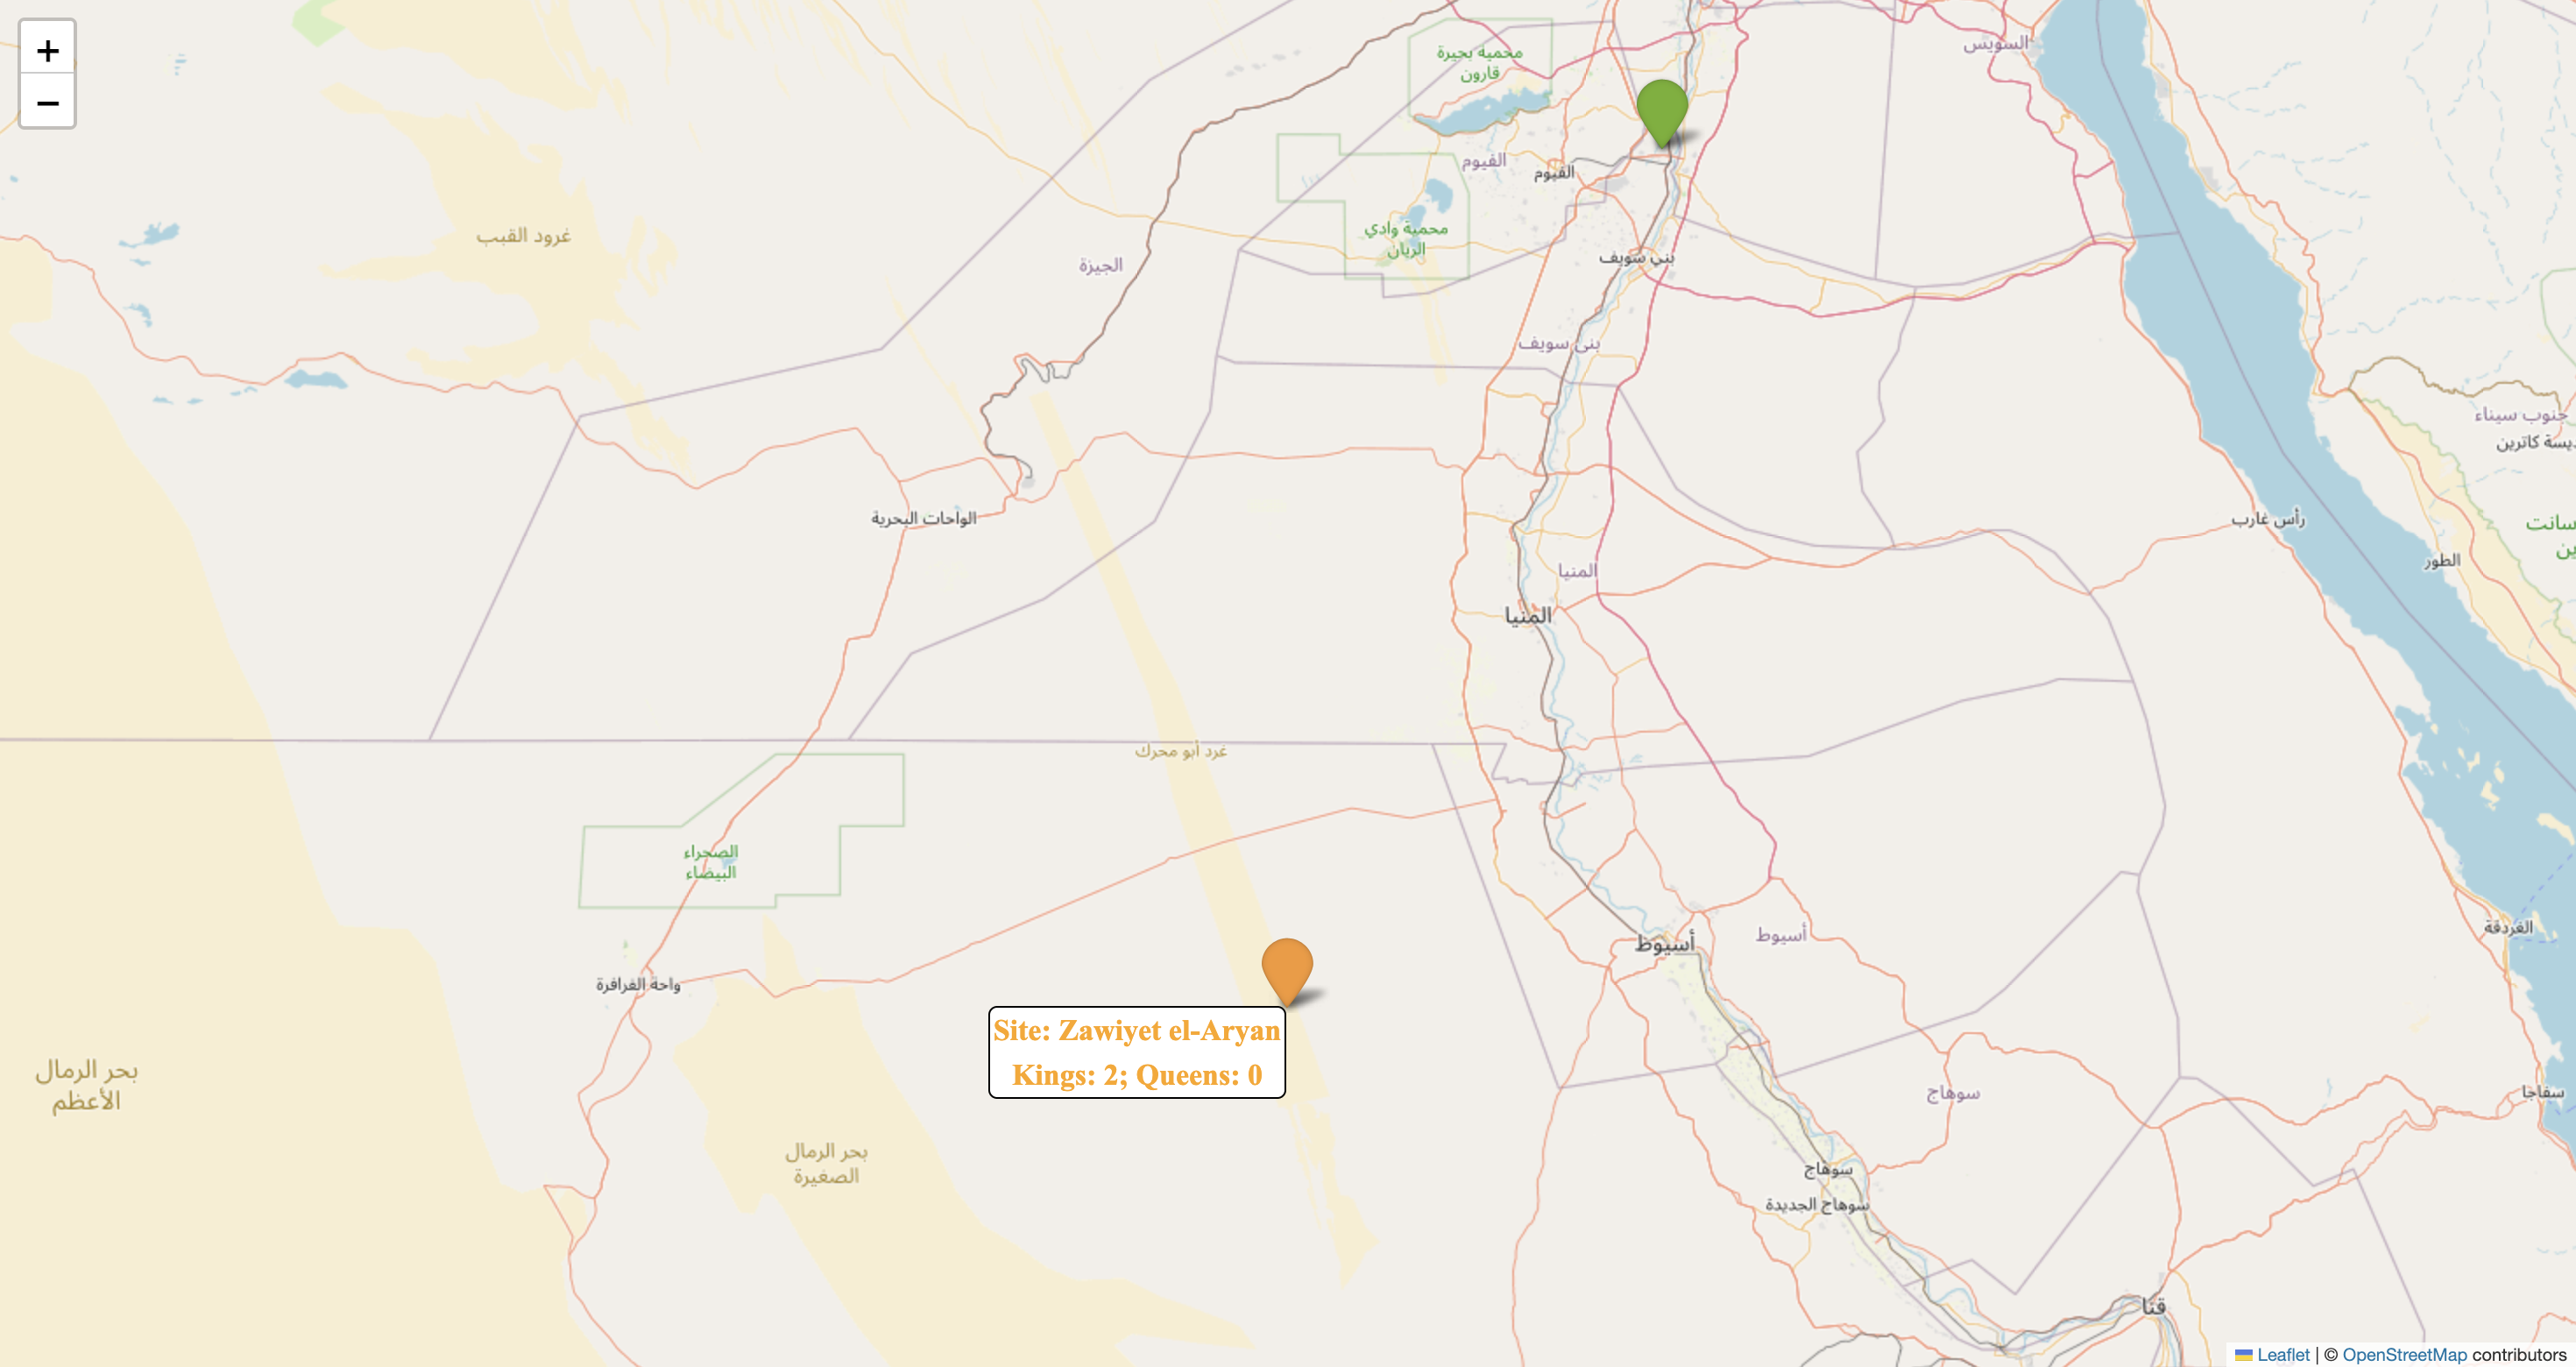 +
−
السويس
محمية بحيرة
قارون
الفيوم
الفيوم
محمية وادي
الريان
غرود القبب
الجيزة
بني سويف
بني سويف
جنوب سيناء
الواحات البحرية
رأس غارب
سانت
الطور
المنيا
المنيا
غرد أبو محرك
الصحراء
البيضاء
الغردقة
أسيوط
أسيوط
واحة الفرافرة
Site: Zawiyet el-Aryan
Kings: 2; Queens: 0
بحر الرمال
الأعظم
سوهاج
سفاجا
بحر الرمال
الصغيرة
سوهاج
سوهاج الجديدة
قنا
Leaflet | © OpenStreetMap contributors